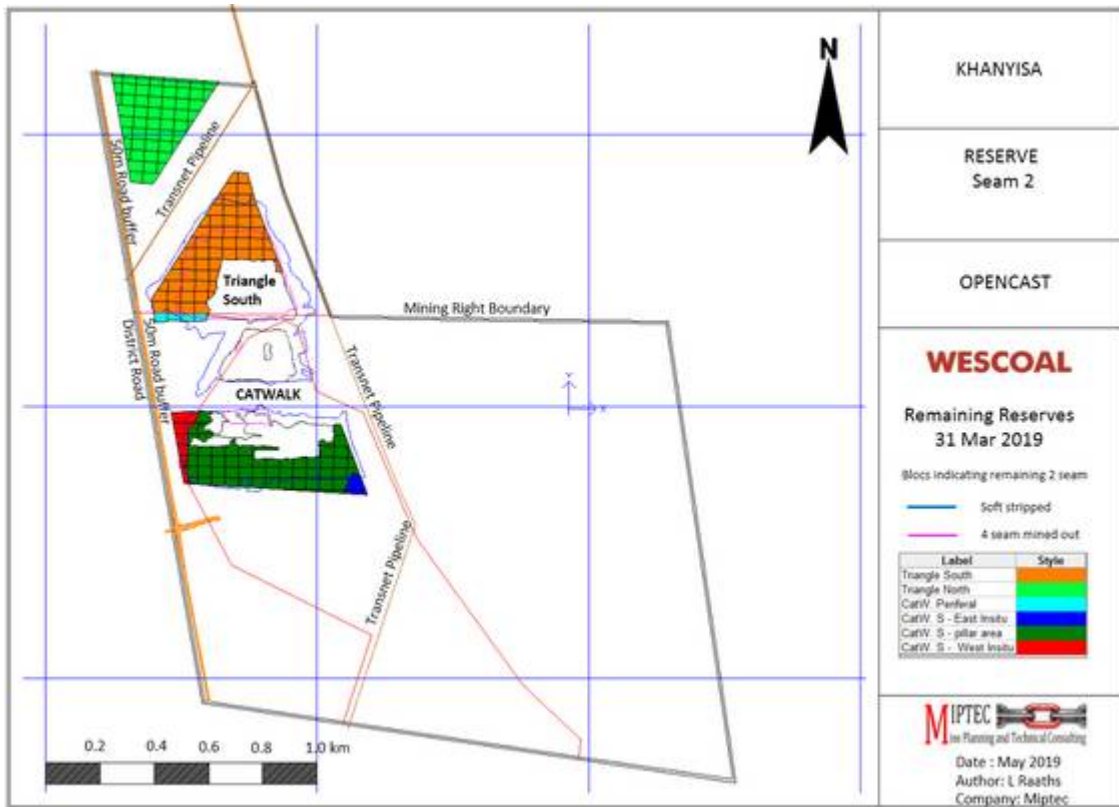 N
50m Road buffer
Transnet Pipeline
Triangle
South
Mining Right Boundary
50m Road buffer
District Road
CATWALK
Transnet Pipeline
Transnet Pipeline
Y
X
0.2 0.4 0.6 0.8 1.0 km
KHANYISA
RESERVE
Seam 2
OPENCAST
WESCOAL
Remaining Reserves
31 Mar 2019
Blocs indicating remaining 2 seam
Soft stripped
4 seam mined out
Label Style
Triangle South
Triangle North
CatW. Periferal
CatW. S - East Insitu
CatW. S - pillar area
CatW. S - West Insitu
MIPTEC
ine Planning and Technical Consulting
Date : May 2019
Author: L Raaths
Company: Miptec